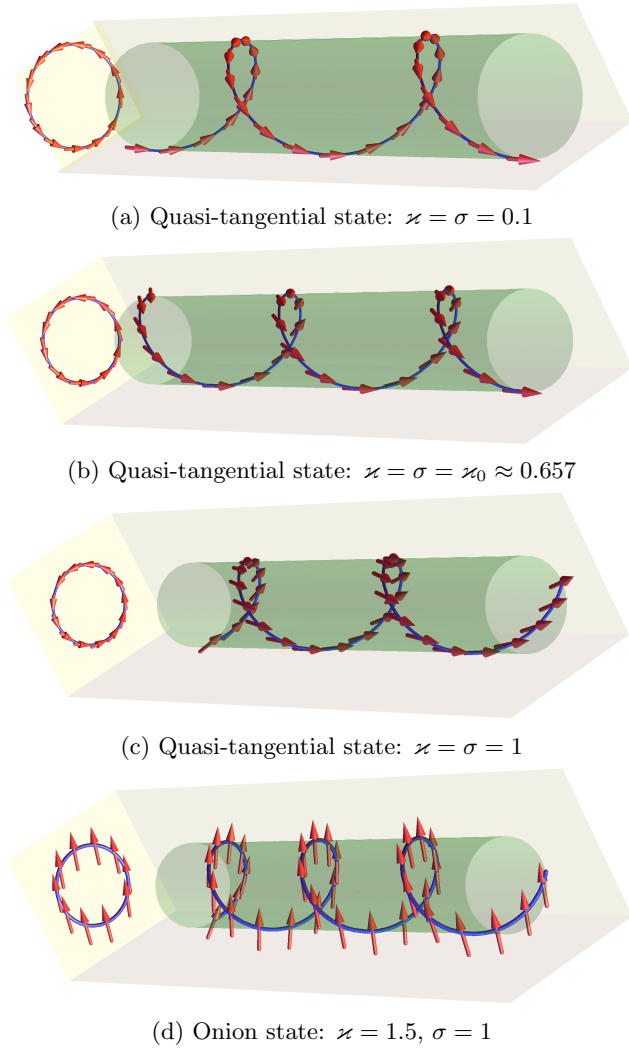 (a) Quasi-tangential state: ϰ = σ = 0.1
(b) Quasi-tangential state: ϰ = σ = ϰ₀ ≈ 0.657
(c) Quasi-tangential state: ϰ = σ = 1
(d) Onion state: ϰ = 1.5, σ = 1